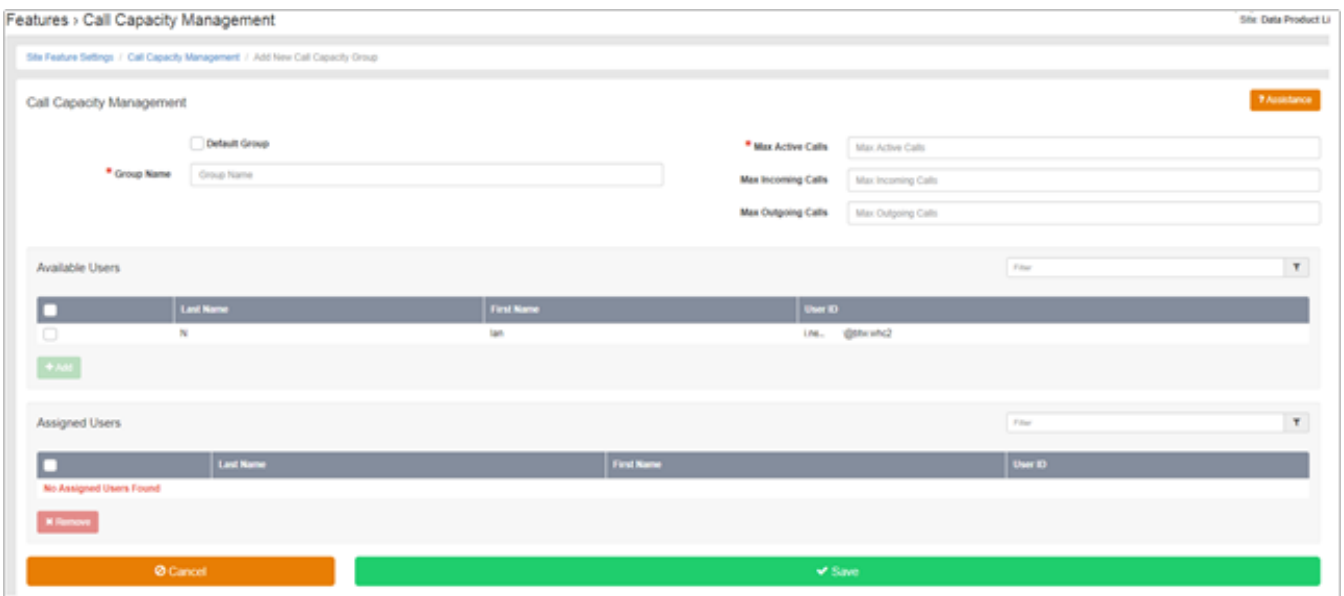 Features › Call Capacity Management
Site: Data Product Li
Site Feature Settings / Call Capacity Management / Add New Call Capacity Group
Call Capacity Management
? Assistance
Default Group
* Max Active Calls Max Active Calls
* Group Name Group Name
Max Incoming Calls Max Incoming Calls
Max Outgoing Calls Max Outgoing Calls
Available Users
Filter
Last Name First Name User ID
N Ian i.ne..
+ Add
Assigned Users
Filter
Last Name First Name User ID
No Assigned Users Found
✖ Remove
Cancel
✔ Save